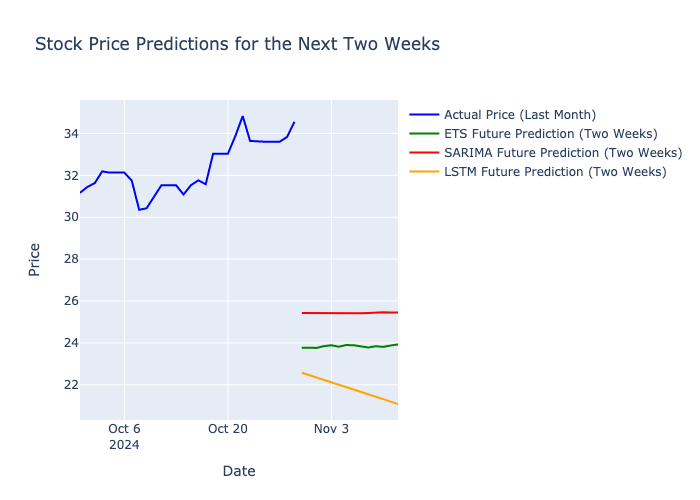 Stock Price Predictions for the Next Two Weeks
Actual Price (Last Month)
ETS Future Prediction (Two Weeks)
SARIMA Future Prediction (Two Weeks)
LSTM Future Prediction (Two Weeks)
Price
34
32
30
28
26
24
22
Oct 6
2024
Oct 20
Nov 3
Date